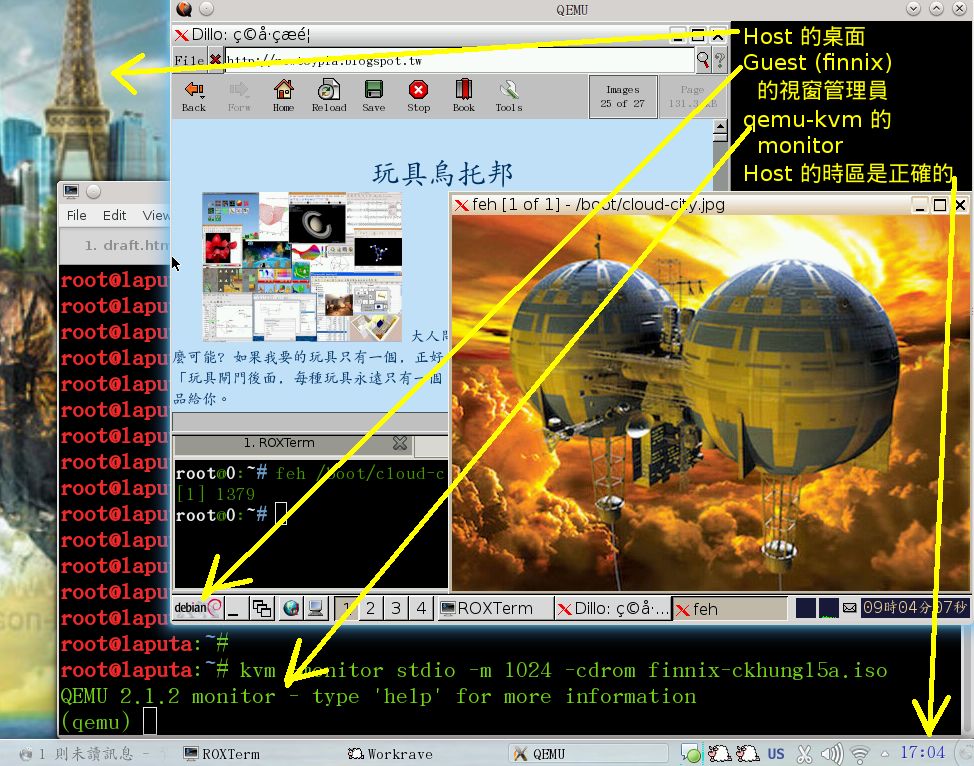 QEMU
Dillo: ç©å·çæé¦
File
http://
.blogspot.tw
Back
Forw
Home
Reload
Save
Stop
Book
Tools
Images
25 of 27
Page
131.3 KB
玩具烏托邦
大人
麼可能? 如果我要的玩具只有一個, 正好
「玩具鬧鬥後面, 每種玩具永遠只有一個
品給你。
Host 的桌面
Guest (finnix)
的視窗管理員
qemu-kvm 的
monitor
Host 的時區是正確的
File Edit View
1. draft.htm
feh [1 of 1] - /boot/cloud-city.jpg
root@lapu
root@lapu
root@lapu
root@lapu
root@lapu
root@lapu
root@lapu
root@lapu
root@lapu
root@lapu
root@lapu
root@lapu
root@lapu
root@lapu
1. ROXTerm
root@0:~# feh /boot/cloud-c
[1] 1379
root@0:~#
debian
1 2 3 4
ROXTerm
Dillo: ç©å·...
feh
09時04分07秒
root@laputa:~#
root@laputa:~# kvm -monitor stdio -m 1024 -cdrom finnix-ckhung15a.iso
QEMU 2.1.2 monitor - type 'help' for more information
(qemu)
1 則未讀訊息 -
ROXTerm
Workrave
QEMU
US
17:04